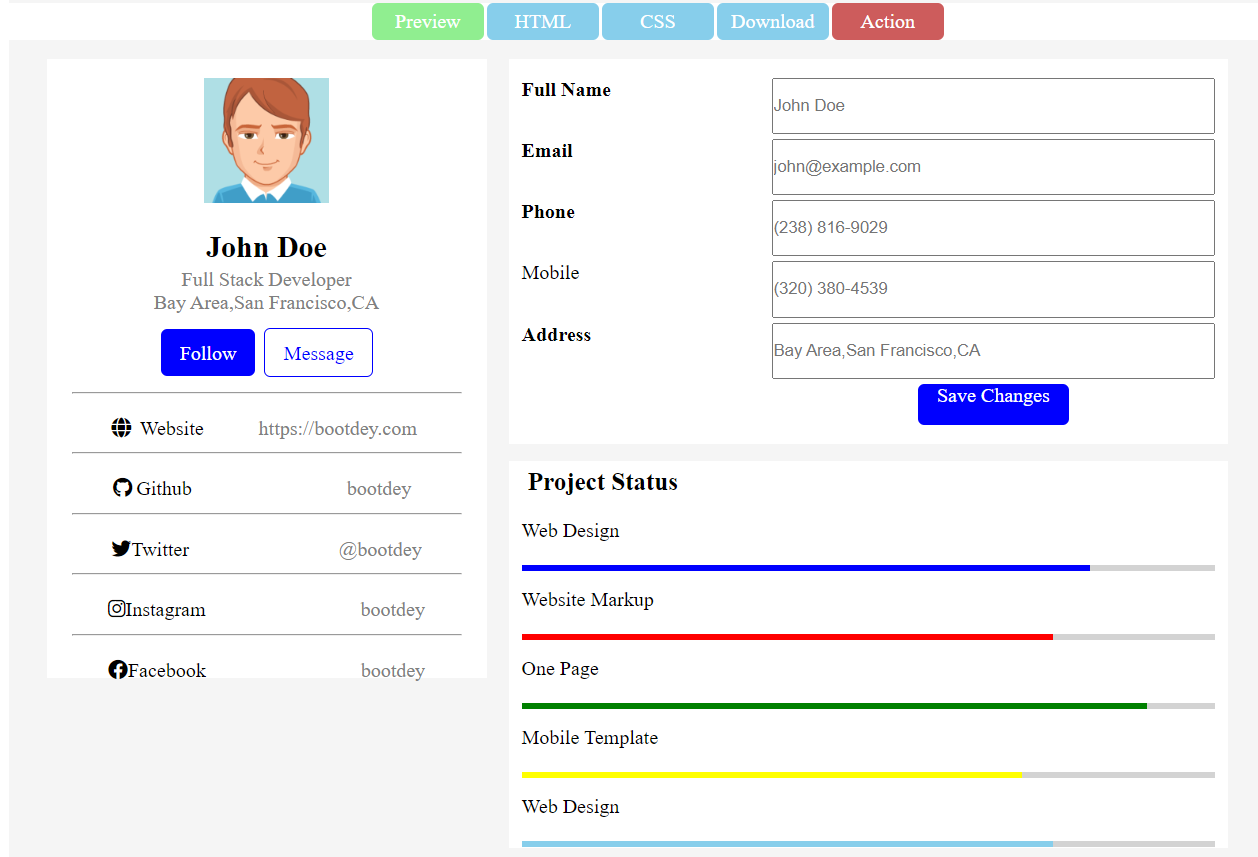 Preview HTML CSS Download Action
John Doe
Full Stack Developer
Bay Area,San Francisco,CA
Follow Message
Website https://bootdey.com
Github bootdey
Twitter @bootdey
Instagram bootdey
Facebook bootdey
Full Name John Doe
Email john@example.com
Phone (238) 816-9029
Mobile (320) 380-4539
Address Bay Area,San Francisco,CA
Save Changes
Project Status
Web Design
Website Markup
One Page
Mobile Template
Web Design